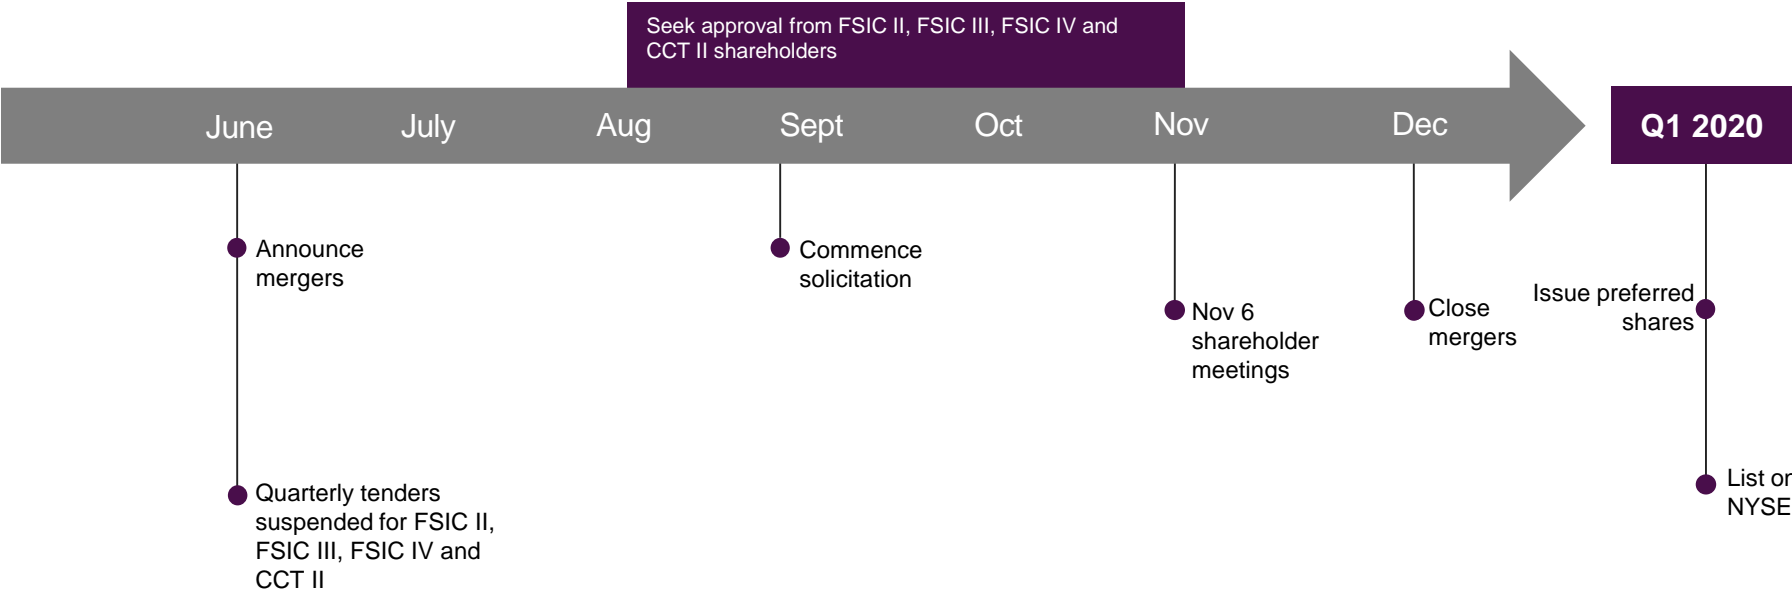 Seek approval from FSIC II, FSIC III, FSIC IV and
CCT II shareholders
June July Aug Sept Oct Nov Dec Q1 2020
Announce
mergers
Commence
solicitation
Nov 6
shareholder
meetings
Close
mergers
Issue preferred
shares
Quarterly tenders
suspended for FSIC II,
FSIC III, FSIC IV and
CCT II
List on
NYSE